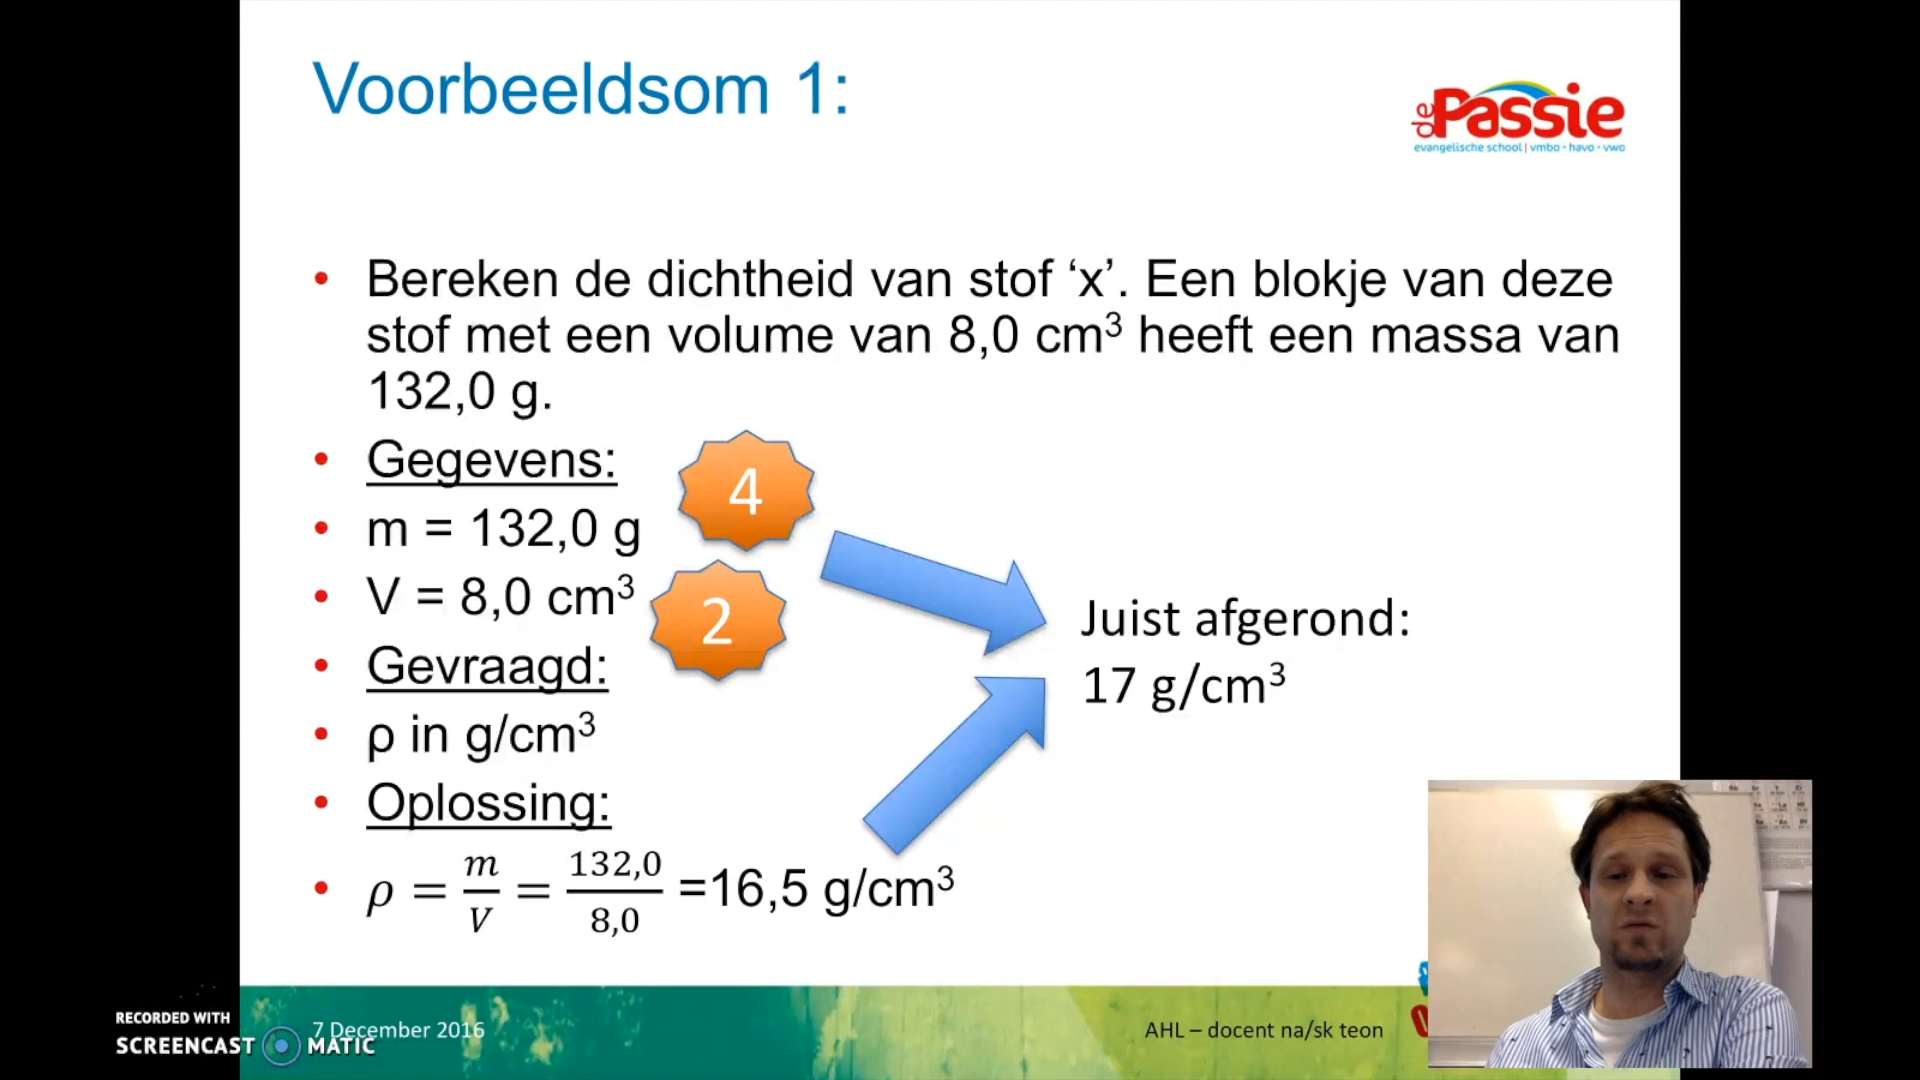 Voorbeeldsom 1:
de Passie
evangelische school | vmbo • havo • vwo
• Bereken de dichtheid van stof ‘x’. Een blokje van deze
stof met een volume van 8,0 cm³ heeft een massa van
132,0 g.
• Gegevens:
4
• m = 132,0 g
• V = 8,0 cm³
2
Juist afgerond:
17 g/cm³
• Gevraagd:
• ρ in g/cm³
• Oplossing:
• ρ = m/V = 132,0/8,0 =16,5 g/cm³
7 December 2016
AHL – docent na/sk teon
RECORDED WITH
SCREENCAST MATIC